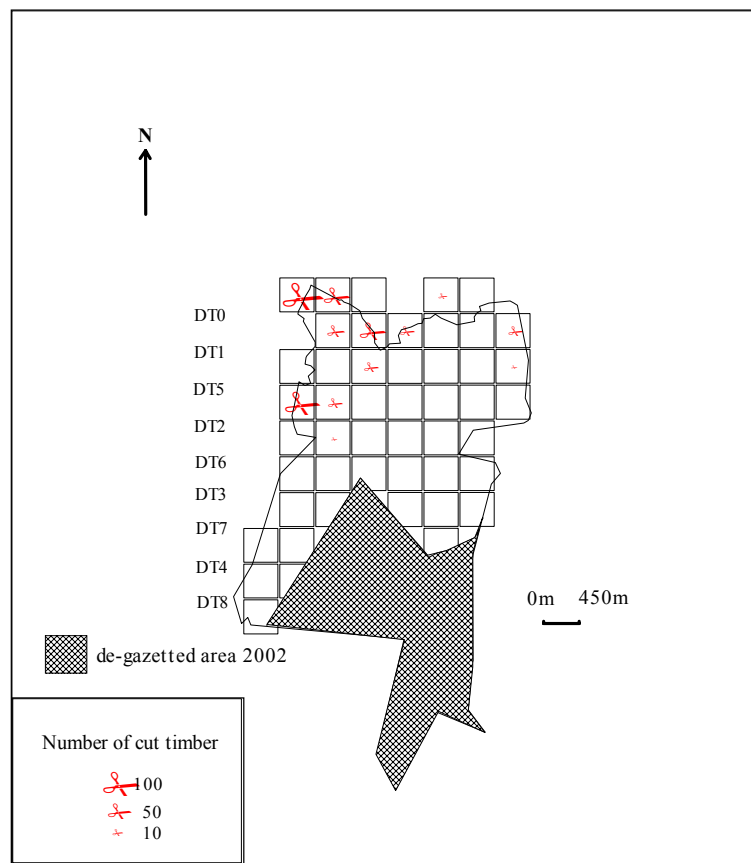 N
DT0
DT1
DT5
DT2
DT6
DT3
DT7
DT4
DT8
0m 450m
de-gazetted area 2002
Number of cut timber
100
50
10